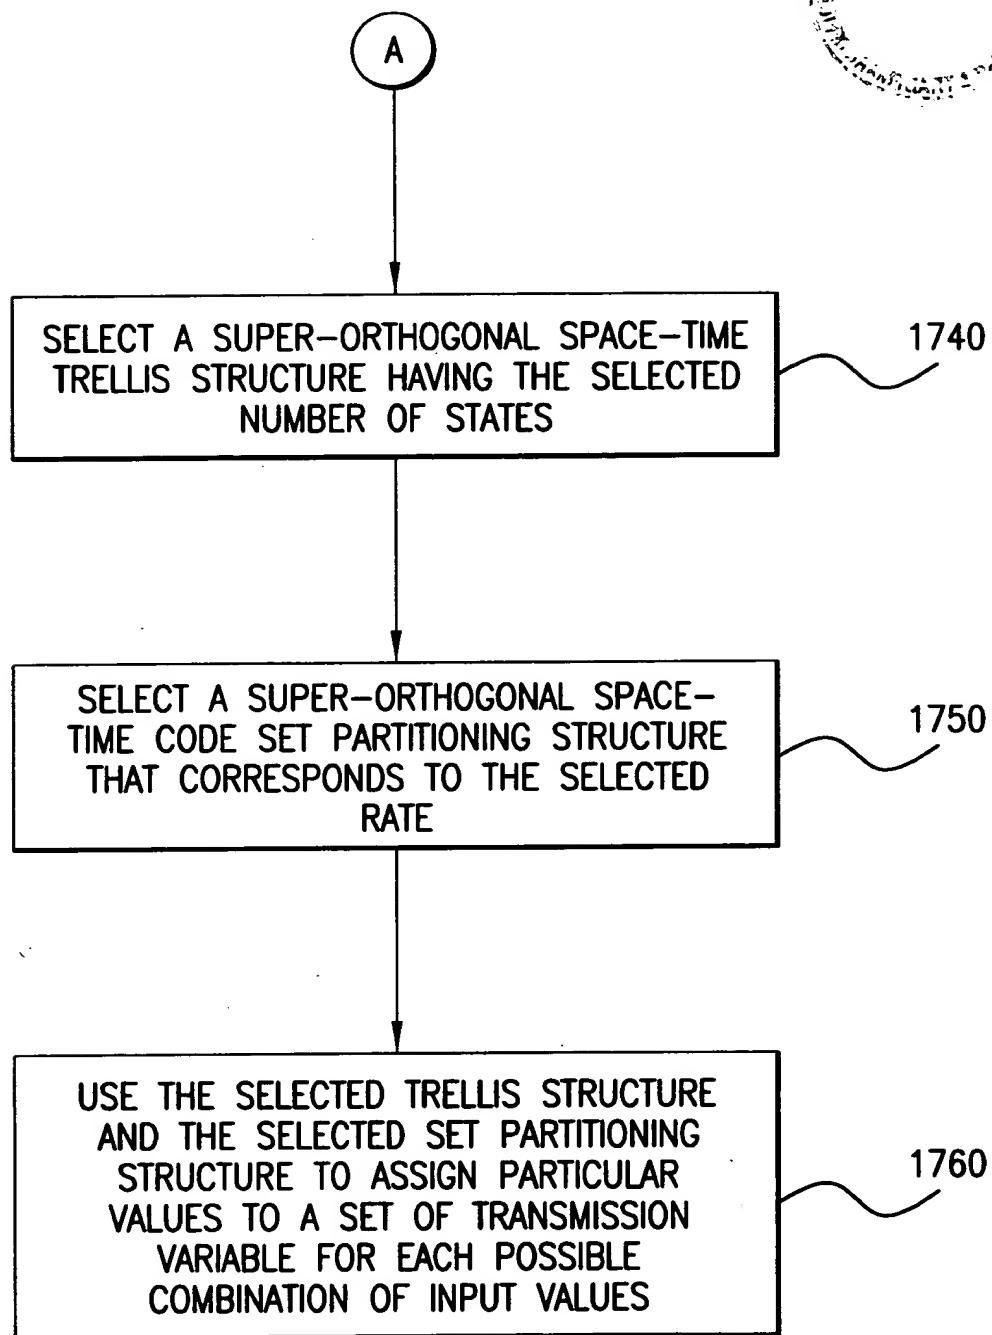 A
SELECT A SUPER-ORTHOGONAL SPACE-TIME
TRELLIS STRUCTURE HAVING THE SELECTED
NUMBER OF STATES
1740
SELECT A SUPER-ORTHOGONAL SPACE-
TIME CODE SET PARTITIONING STRUCTURE
THAT CORRESPONDS TO THE SELECTED
RATE
1750
USE THE SELECTED TRELLIS STRUCTURE
AND THE SELECTED SET PARTITIONING
STRUCTURE TO ASSIGN PARTICULAR
VALUES TO A SET OF TRANSMISSION
VARIABLE FOR EACH POSSIBLE
COMBINATION OF INPUT VALUES
1760